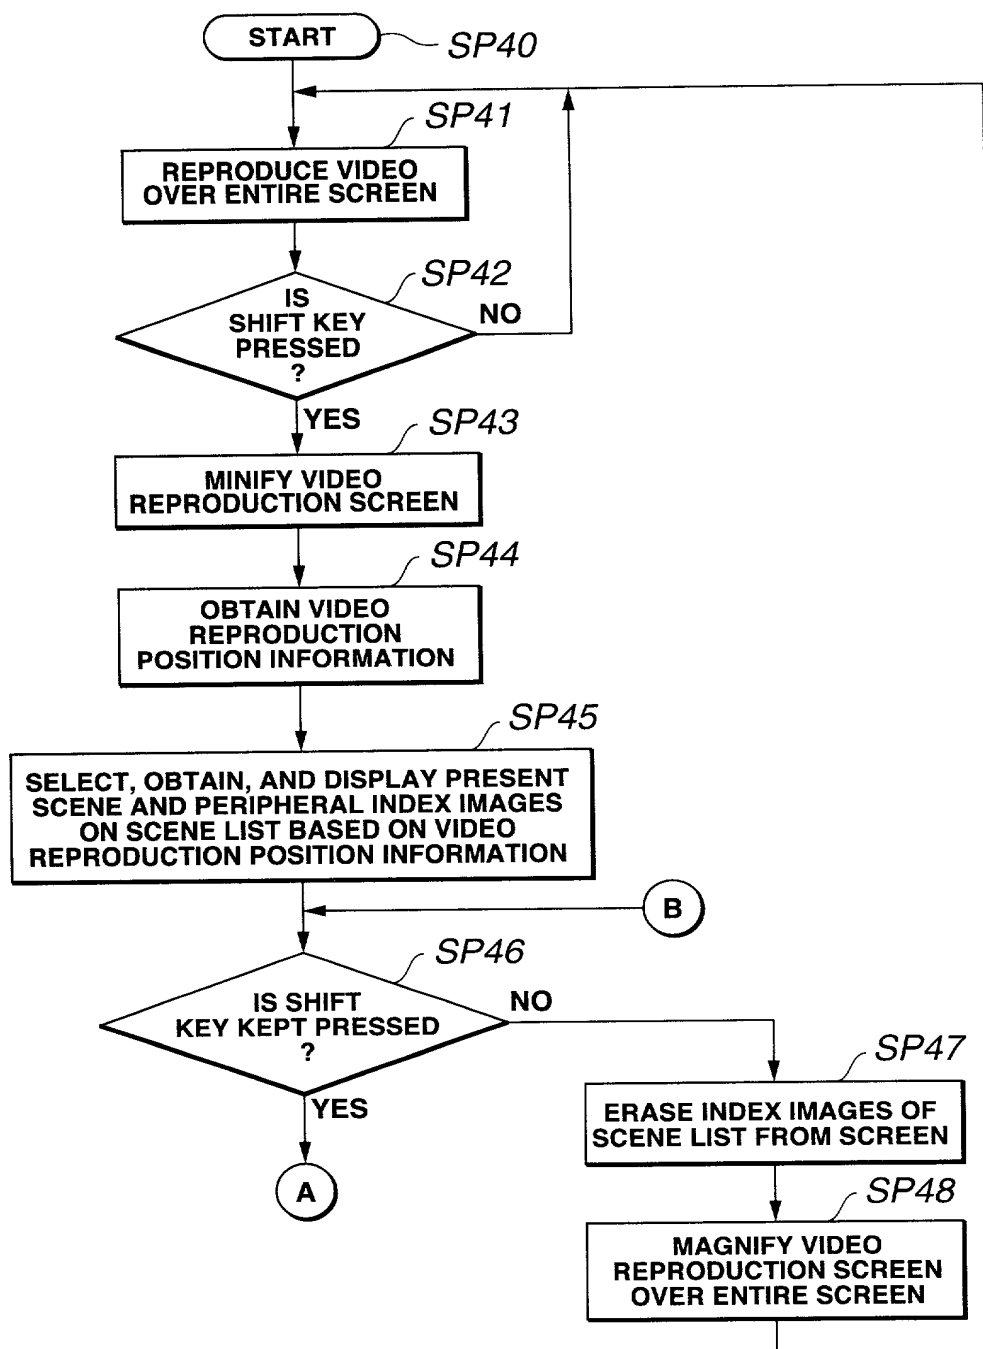 START
SP40
SP41
REPRODUCE VIDEO
OVER ENTIRE SCREEN
SP42
IS
SHIFT KEY
PRESSED
?
NO
YES
SP43
MINIFY VIDEO
REPRODUCTION SCREEN
SP44
OBTAIN VIDEO
REPRODUCTION
POSITION INFORMATION
SP45
SELECT, OBTAIN, AND DISPLAY PRESENT
SCENE AND PERIPHERAL INDEX IMAGES
ON SCENE LIST BASED ON VIDEO
REPRODUCTION POSITION INFORMATION
B
SP46
IS SHIFT
KEY KEPT PRESSED
?
NO
YES
A
SP47
ERASE INDEX IMAGES OF
SCENE LIST FROM SCREEN
SP48
MAGNIFY VIDEO
REPRODUCTION SCREEN
OVER ENTIRE SCREEN